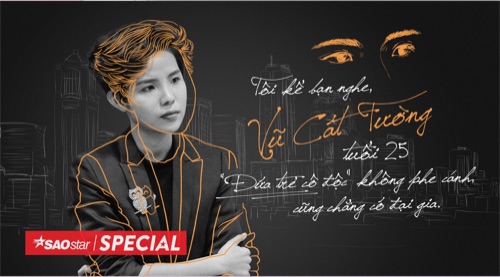 Tôi kể bạn nghe,
Vũ Cát Tường
tuổi 25
"Đứa trẻ cô độc" không phe cánh,
cũng chẳng có đại gia.
SAOstar SPECIAL